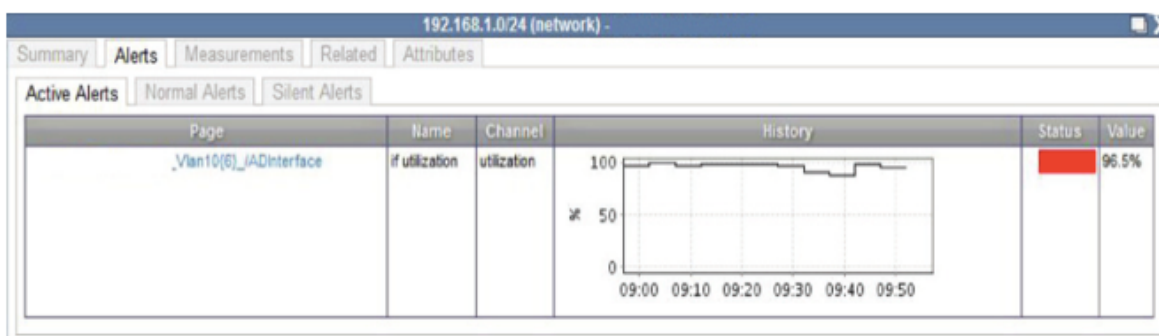 192.168.1.0/24 (network) -
Summary Alerts Measurements Related Attributes
Active Alerts Normal Alerts Silent Alerts
Page Name Channel History Status Value
_Vlan10{6}_/ADInterface if utilization utilization 96.5%
100
% 50
0
09:00 09:10 09:20 09:30 09:40 09:50